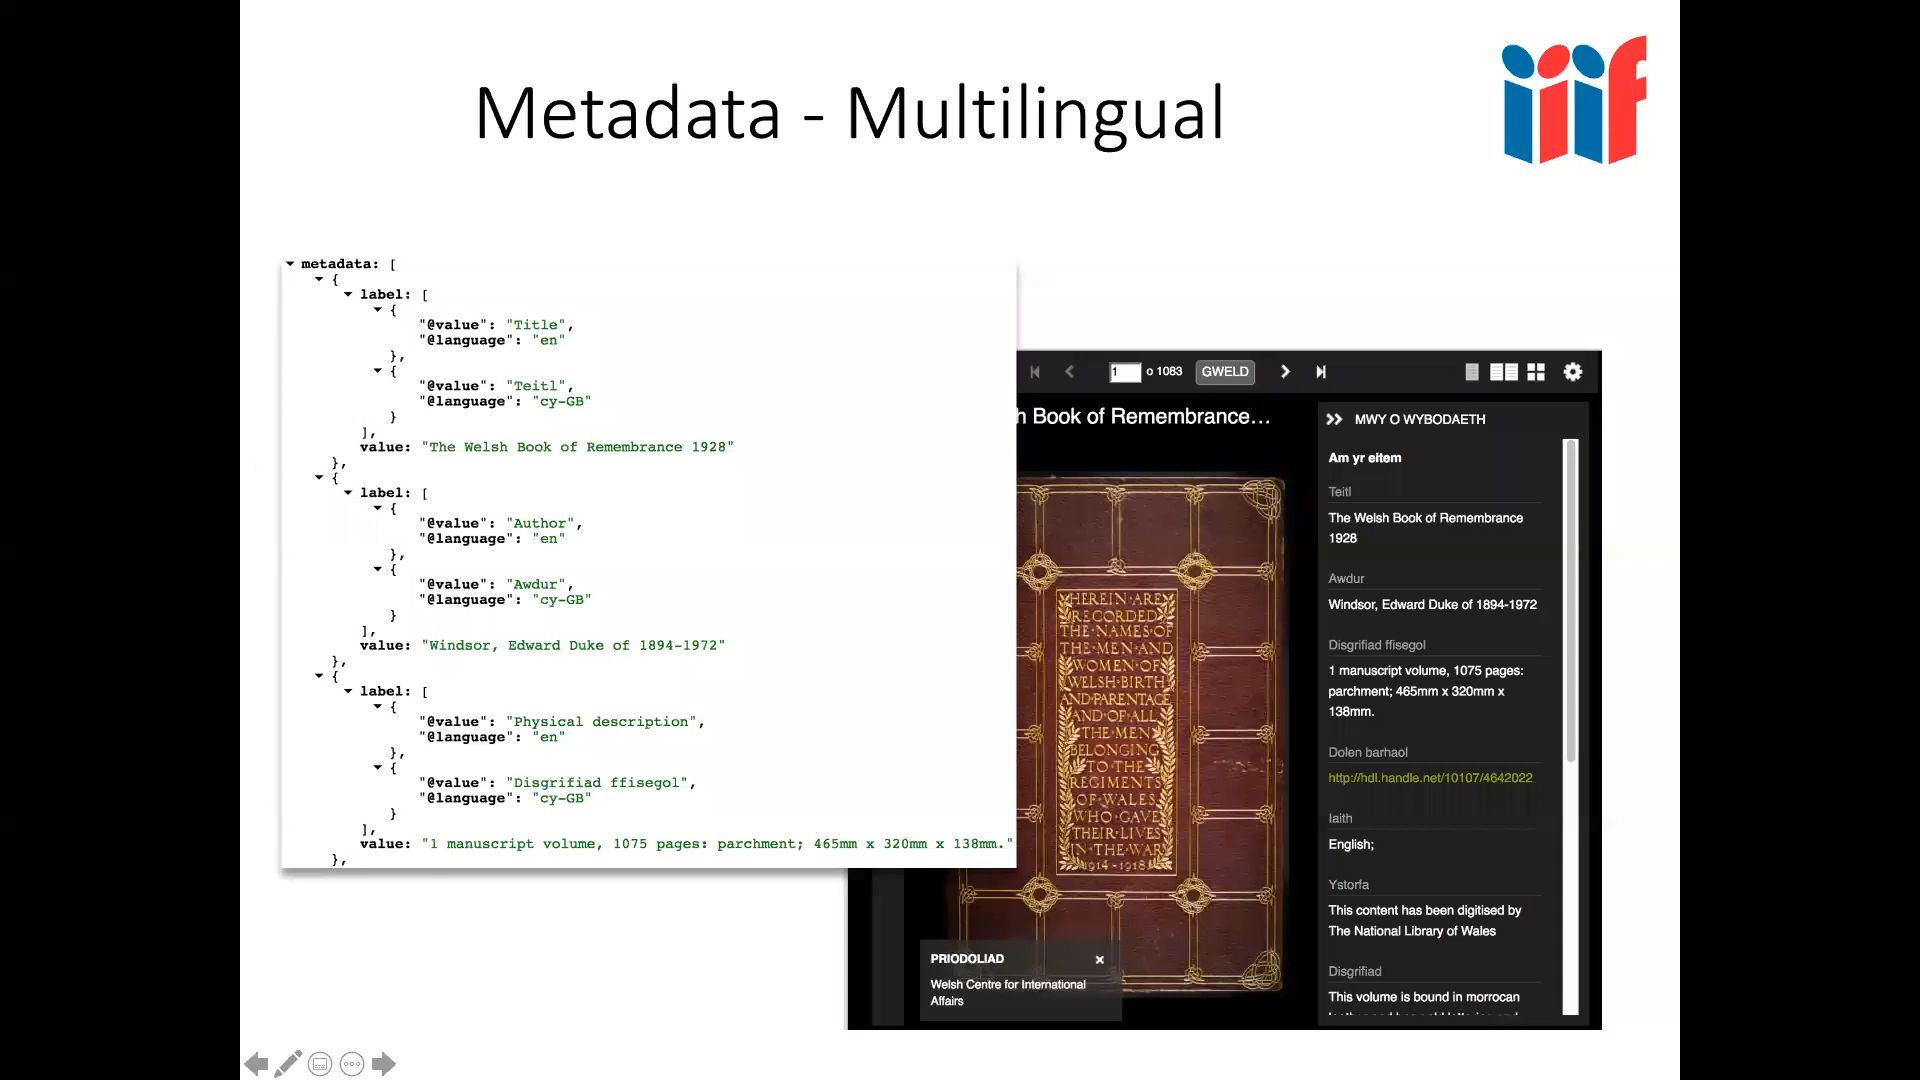 Metadata - Multilingual
iiif
metadata: [
{
label: [
{
"@value": "Title",
"@language": "en"
},
{
"@value": "Teitl",
"@language": "cy-GB"
}
],
value: "The Welsh Book of Remembrance 1928"
},
{
label: [
{
"@value": "Author",
"@language": "en"
},
{
"@value": "Awdur",
"@language": "cy-GB"
}
],
value: "Windsor, Edward Duke of 1894-1972"
},
{
label: [
{
"@value": "Physical description",
"@language": "en"
},
{
"@value": "Disgrifiad ffisegol",
"@language": "cy-GB"
}
],
value: "1 manuscript volume, 1075 pages: parchment; 465mm x 320mm x 138mm."
},
1 o 1083 GWELD
h Book of Remembrance...
HEREIN·ARE
RECORDED
THE·NAMES·OF
THE·MEN·AND
WOMEN·OF
WELSH·BIRTH
AND·PARENTAGE
AND·OF·ALL
THE·MEN
BELONGING
TO·THE
REGIMENTS
OF·WALES
WHO·GAVE
THEIR·LIVES
IN·THE·WAR
1914-1918
PRIODOLIAD
Welsh Centre for International
Affairs
MWY O WYBODAETH
Am yr eitem
Teitl
The Welsh Book of Remembrance
1928
Awdur
Windsor, Edward Duke of 1894-1972
Disgrifiad ffisegol
1 manuscript volume, 1075 pages:
parchment; 465mm x 320mm x
138mm.
Dolen barhaol
http://hdl.handle.net/10107/4642022
Iaith
English;
Ystorfa
This content has been digitised by
The National Library of Wales
Disgrifiad
This volume is bound in morrocan